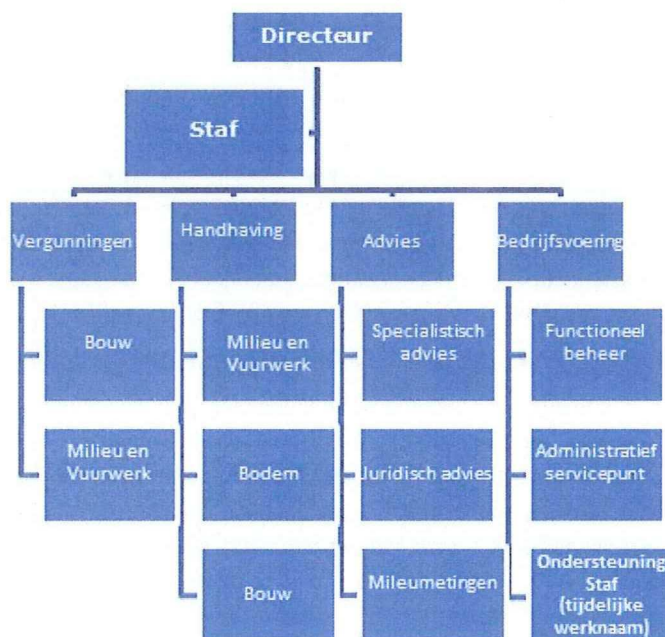 Directeur
Staf
Vergunningen
Handhaving
Advies
Bedrijfsvoering
Bouw
Milieu en
Vuurwerk
Milieu en
Vuurwerk
Bodem
Bouw
Specialistisch
advies
Juridisch advies
Mileumetingen
Functioneel
beheer
Administratief
servicepunt
Ondersteuning
Staf
(tijdelijke
werknaam)